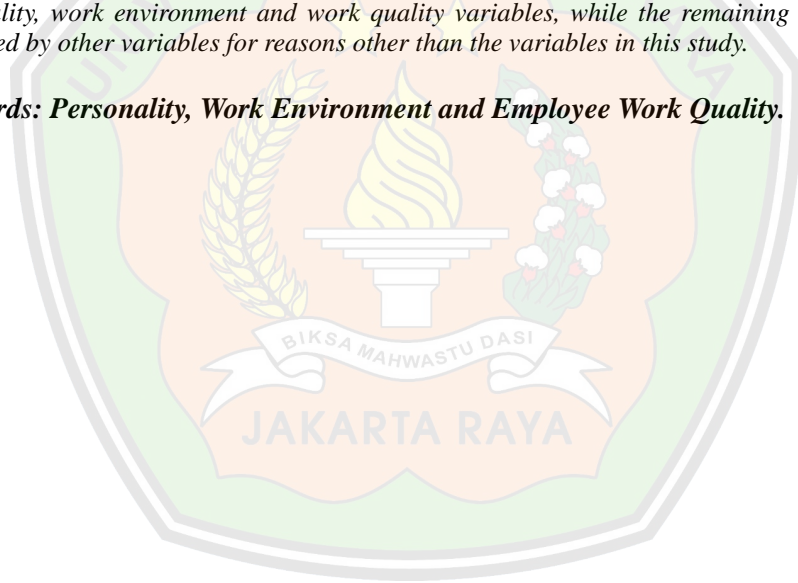 lity, work environment and work quality variables, while the remaining
ed by other variables for reasons other than the variables in this study.
rds: Personality, Work Environment and Employee Work Quality.
BIKSA MAHWASTU DASI
JAKARTA RAYA